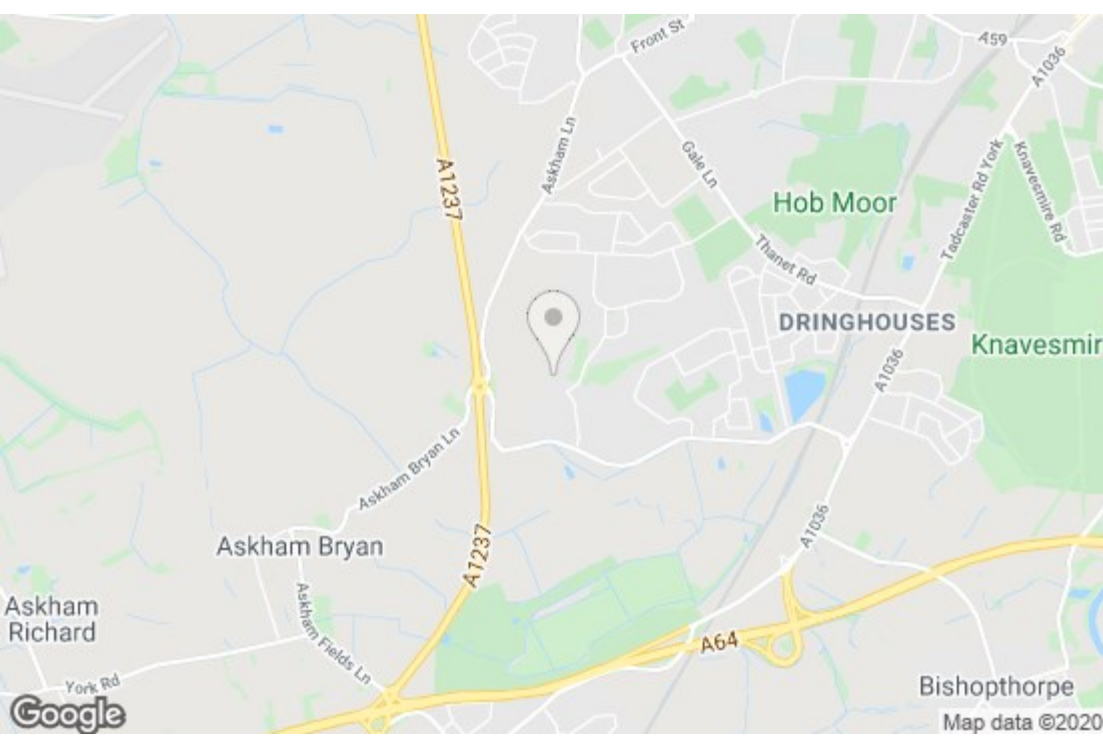 Front St
A59
A1036
Askham Ln
A1237
Gale Ln
Knavesmire Rd
Tadcaster Rd York
Hob Moor
Thanet Rd
DRINGHOUSES
Knavesmir
A1036
Askham Bryan Ln
A1036
Askham Bryan
A1237
Askham
Richard
Askham Fields Ln
A64
York Rd
Bishopthorpe
Google
Map data ©2020